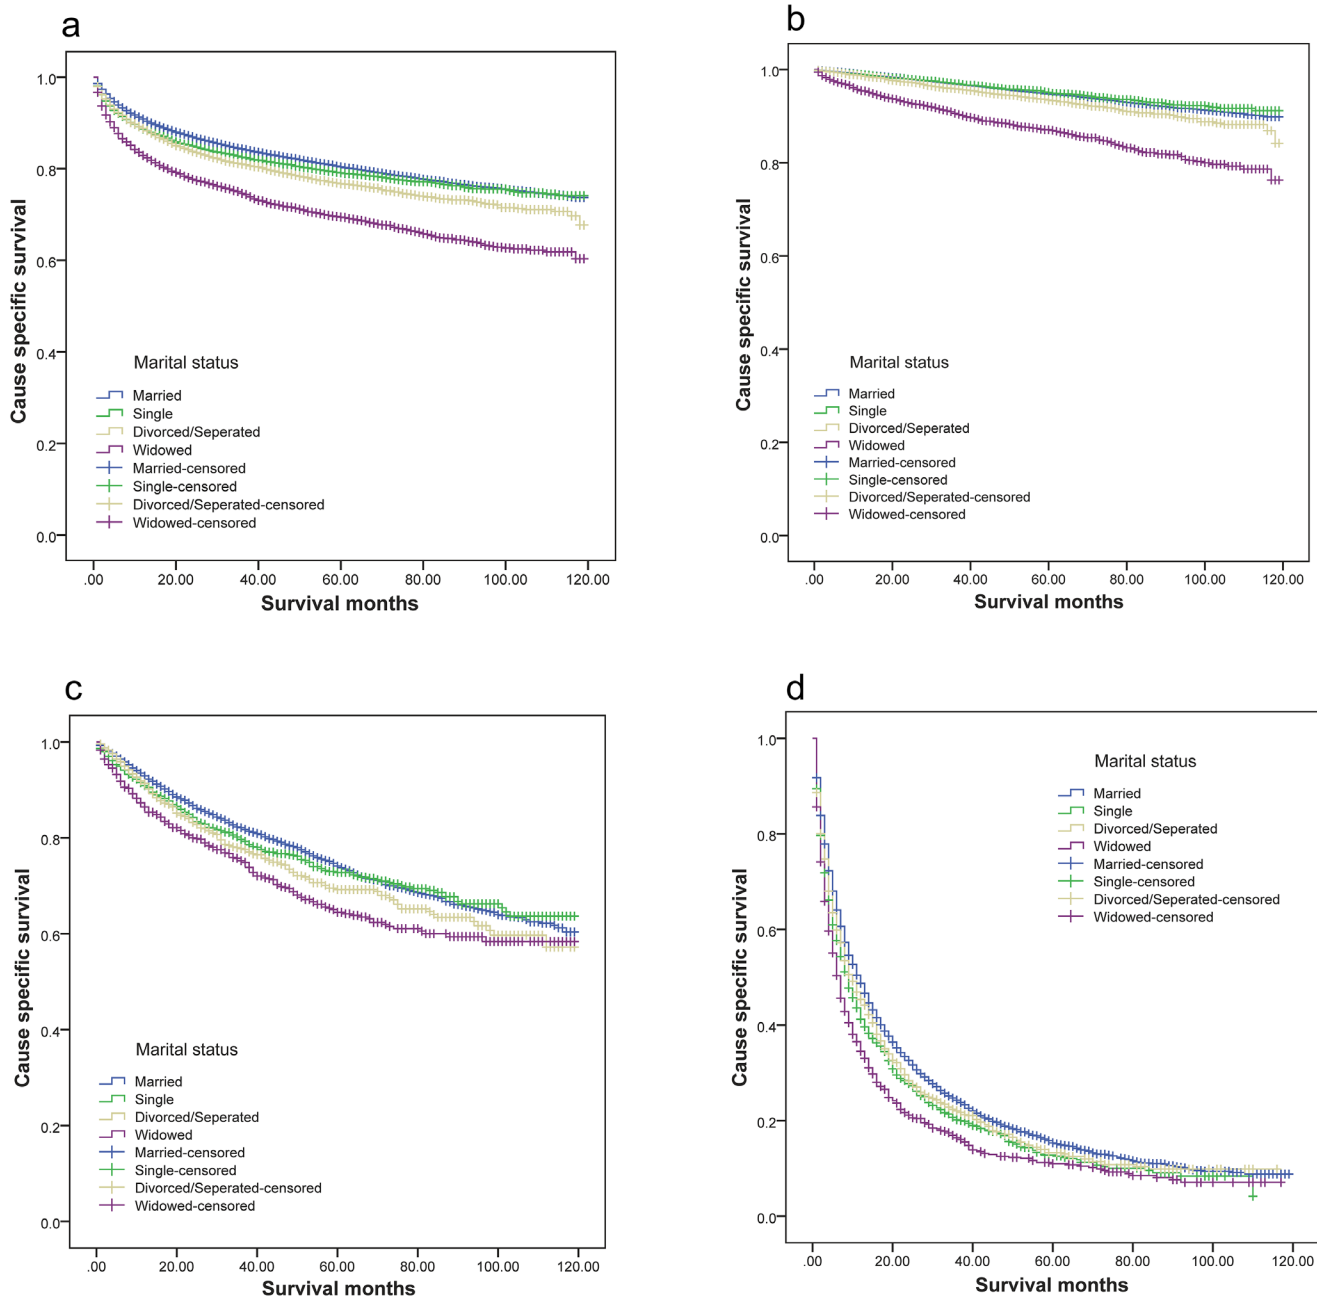 a
Cause specific survival
1.0
0.8
0.6
0.4
0.2
0.0
Marital status
Married
Single
Divorced/Seperated
Widowed
Married-censored
Single-censored
Divorced/Seperated-censored
Widowed-censored
.00 20.00 40.00 60.00 80.00 100.00 120.00
Survival months
b
Cause specific survival
1.0
0.8
0.6
0.4
0.2
0.0
Marital status
Married
Single
Divorced/Seperated
Widowed
Married-censored
Single-censored
Divorced/Seperated-censored
Widowed-censored
.00 20.00 40.00 60.00 80.00 100.00 120.00
Survival months
c
Cause specific survival
1.0
0.8
0.6
0.4
0.2
0.0
Marital status
Married
Single
Divorced/Seperated
Widowed
Married-censored
Single-censored
Divorced/Seperated-censored
Widowed-censored
.00 20.00 40.00 60.00 80.00 100.00 120.00
Survival months
d
Cause specific survival
1.0
0.8
0.6
0.4
0.2
0.0
Marital status
Married
Single
Divorced/Seperated
Widowed
Married-censored
Single-censored
Divorced/Seperated-censored
Widowed-censored
.00 20.00 40.00 60.00 80.00 100.00 120.00
Survival months